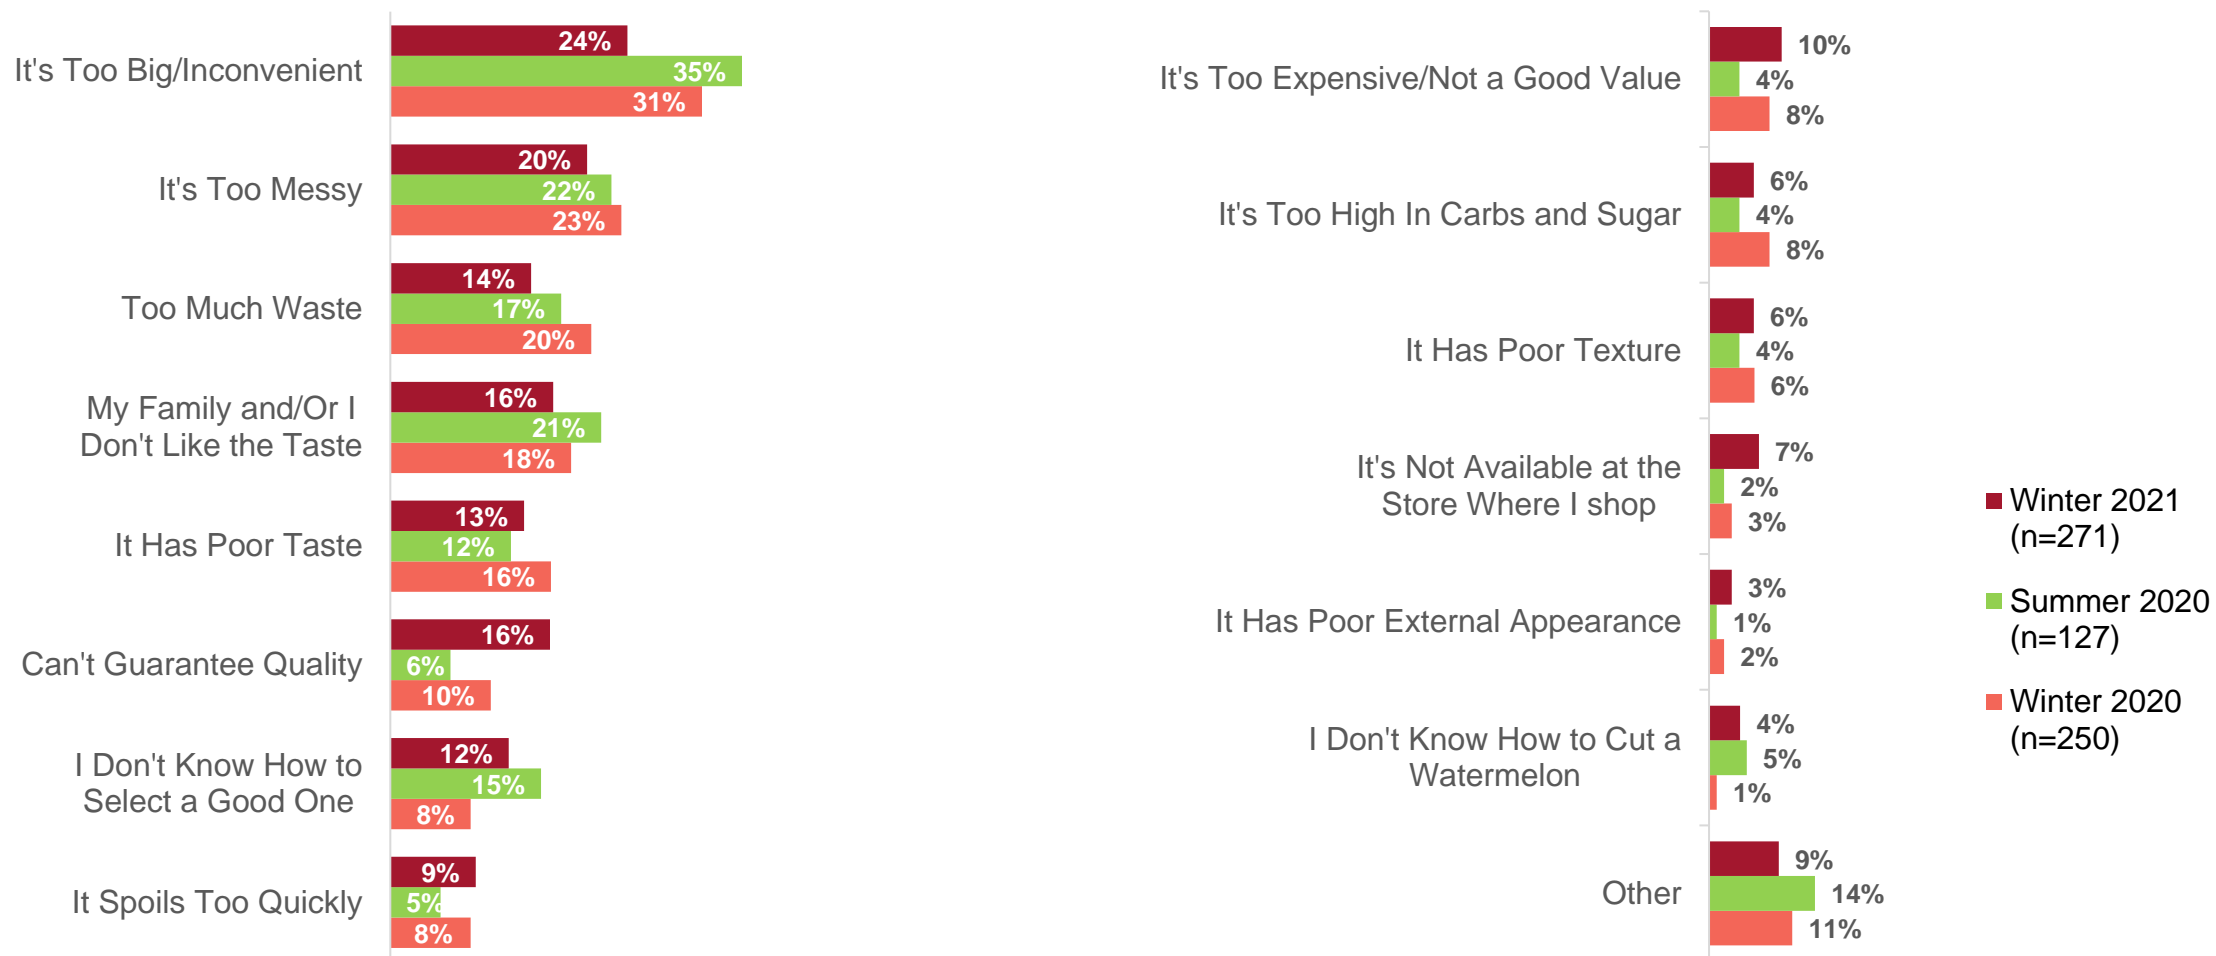 It's Too Big/Inconvenient
24%
35%
31%
It's Too Messy
20%
22%
23%
Too Much Waste
14%
17%
20%
My Family and/Or I
Don't Like the Taste
16%
21%
18%
It Has Poor Taste
13%
12%
16%
Can't Guarantee Quality
16%
6%
10%
I Don't Know How to
Select a Good One
12%
15%
8%
It Spoils Too Quickly
9%
5%
8%
It's Too Expensive/Not a Good Value
10%
4%
8%
It's Too High In Carbs and Sugar
6%
4%
8%
It Has Poor Texture
6%
4%
6%
It's Not Available at the
Store Where I shop
7%
2%
3%
It Has Poor External Appearance
3%
1%
2%
I Don't Know How to Cut a
Watermelon
4%
5%
1%
Other
9%
14%
11%
Winter 2021
(n=271)
Summer 2020
(n=127)
Winter 2020
(n=250)